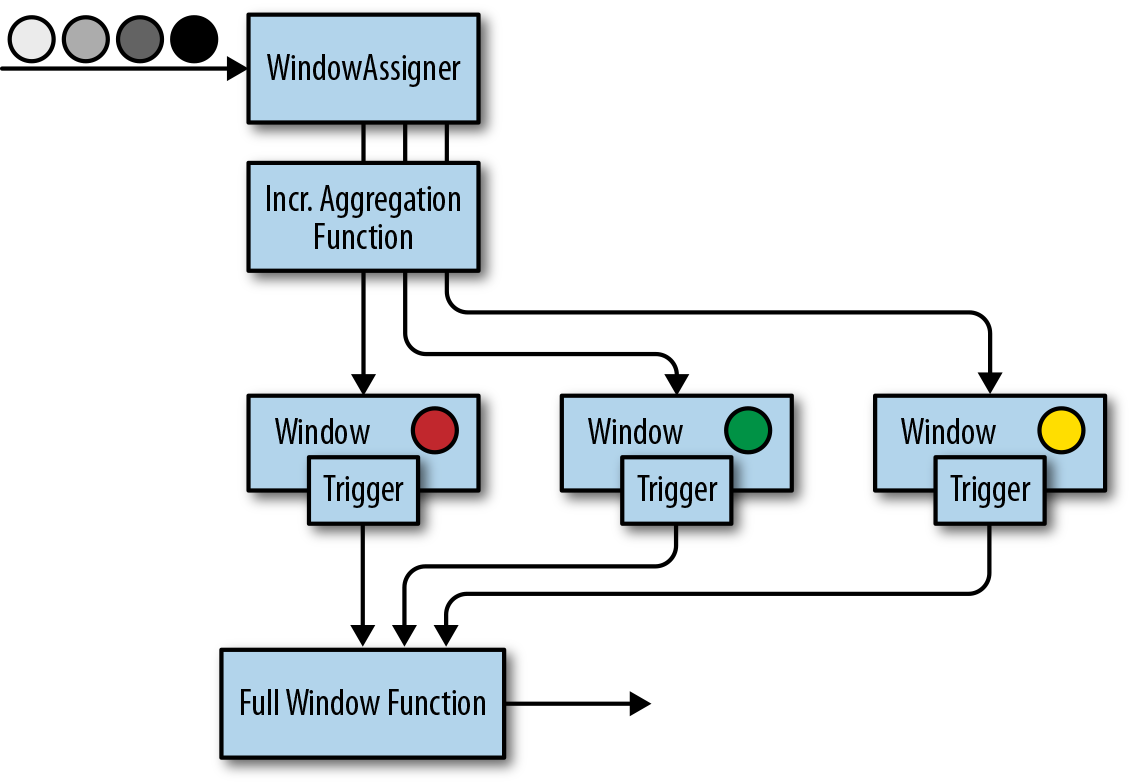 WindowAssigner
Incr. Aggregation
Function
Window
Window
Window
Trigger
Trigger
Trigger
Full Window Function